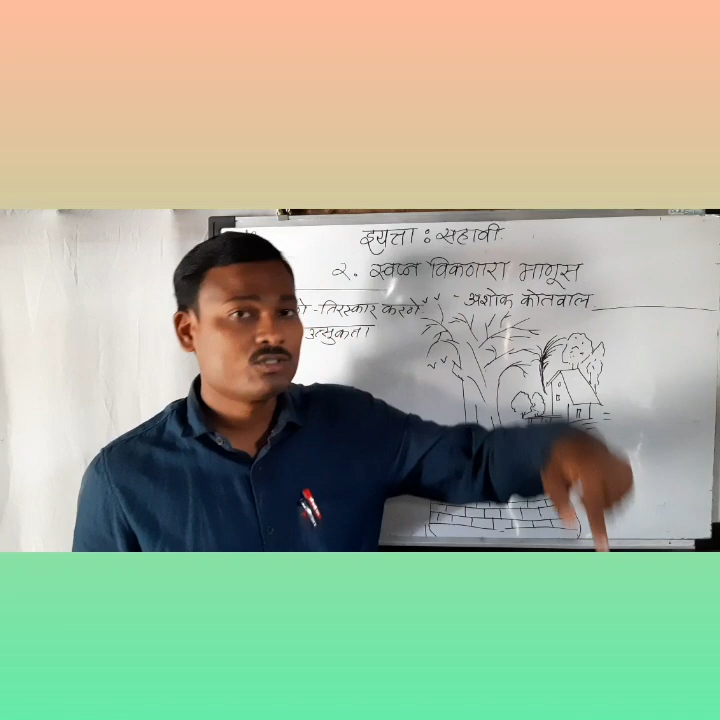 इयत्ता : सहावी.
२. स्वप्न विकणारा माणूस
- अशोक कोतवाल
- तिरस्कार करणे
उत्सुकता